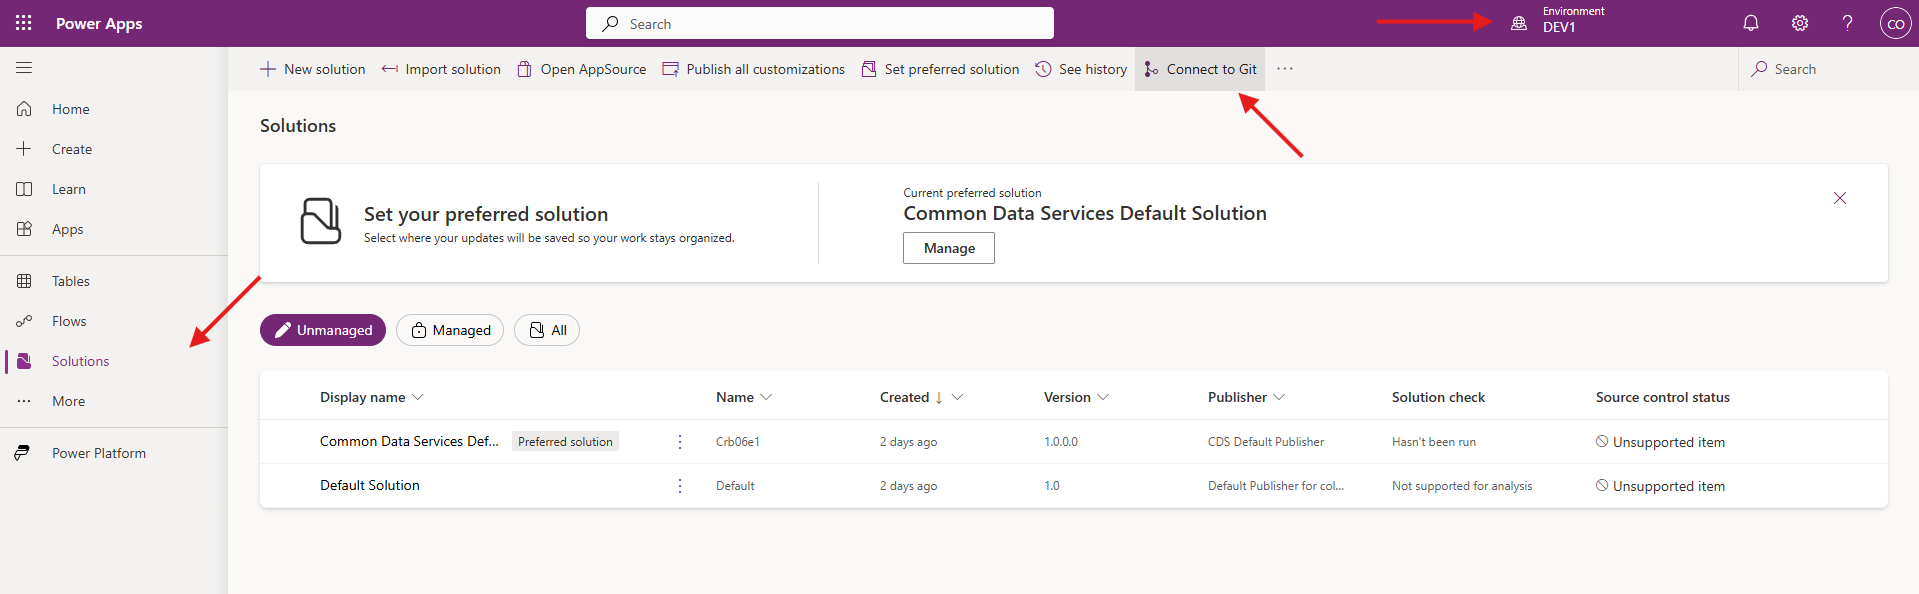 Power Apps
Search
Environment
DEV1
?
CO
New solution
Import solution
Open AppSource
Publish all customizations
Set preferred solution
See history
Connect to Git
...
Search
Home
Create
Learn
Apps
Tables
Flows
Solutions
More
Power Platform
Solutions
Set your preferred solution
Select where your updates will be saved so your work stays organized.
Current preferred solution
Common Data Services Default Solution
Manage
Unmanaged
Managed
All
Display name Name Created Version Publisher Solution check Source control status
Common Data Services Def... Preferred solution Crb06e1 2 days ago 1.0.0.0 CDS Default Publisher Hasn't been run Unsupported item
Default Solution Default 2 days ago 1.0 Default Publisher for col... Not supported for analysis Unsupported item